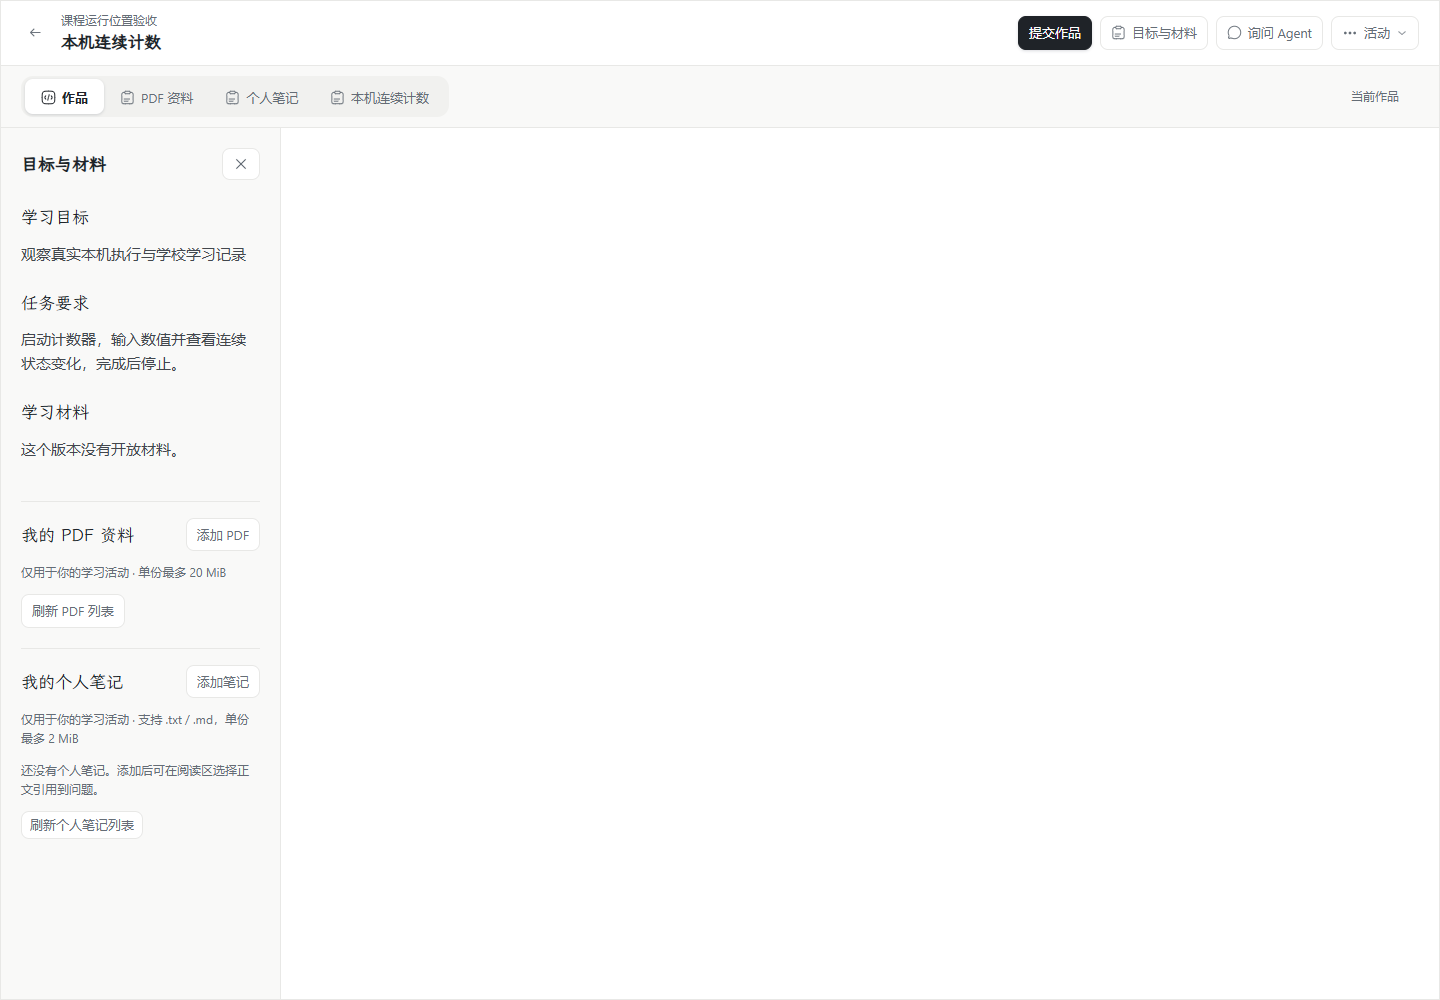 课程运行位置验收
本机连续计数
提交作品
目标与材料
询问 Agent
活动
作品
PDF 资料
个人笔记
本机连续计数
当前作品
目标与材料
学习目标
观察真实本机执行与学校学习记录
任务要求
启动计数器，输入数值并查看连续
状态变化，完成后停止。
学习材料
这个版本没有开放材料。
我的 PDF 资料
添加 PDF
仅用于你的学习活动 · 单份最多 20 MiB
刷新 PDF 列表
我的个人笔记
添加笔记
仅用于你的学习活动 · 支持 .txt / .md，单份
最多 2 MiB
还没有个人笔记。添加后可在阅读区选择正
文引用到问题。
刷新个人笔记列表